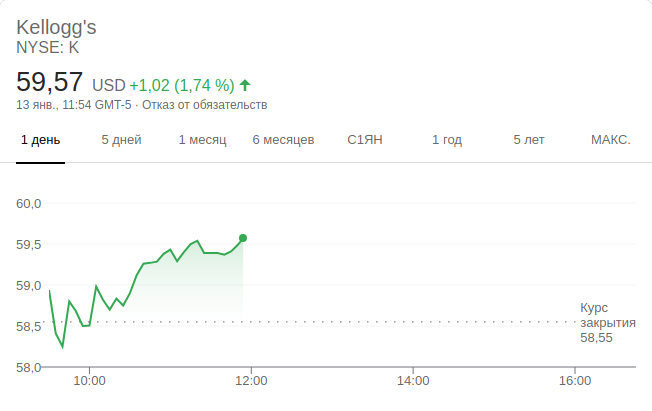 Kellogg's
NYSE: K
59,57 USD +1,02 (1,74 %)
13 янв., 11:54 GMT-5 · Отказ от обязательств
1 день 5 дней 1 месяц 6 месяцев С1ЯН 1 год 5 лет МАКС.
60,0
59,5
59,0
58,5
58,0
Курс
закрытия
58,55
10:00 12:00 14:00 16:00